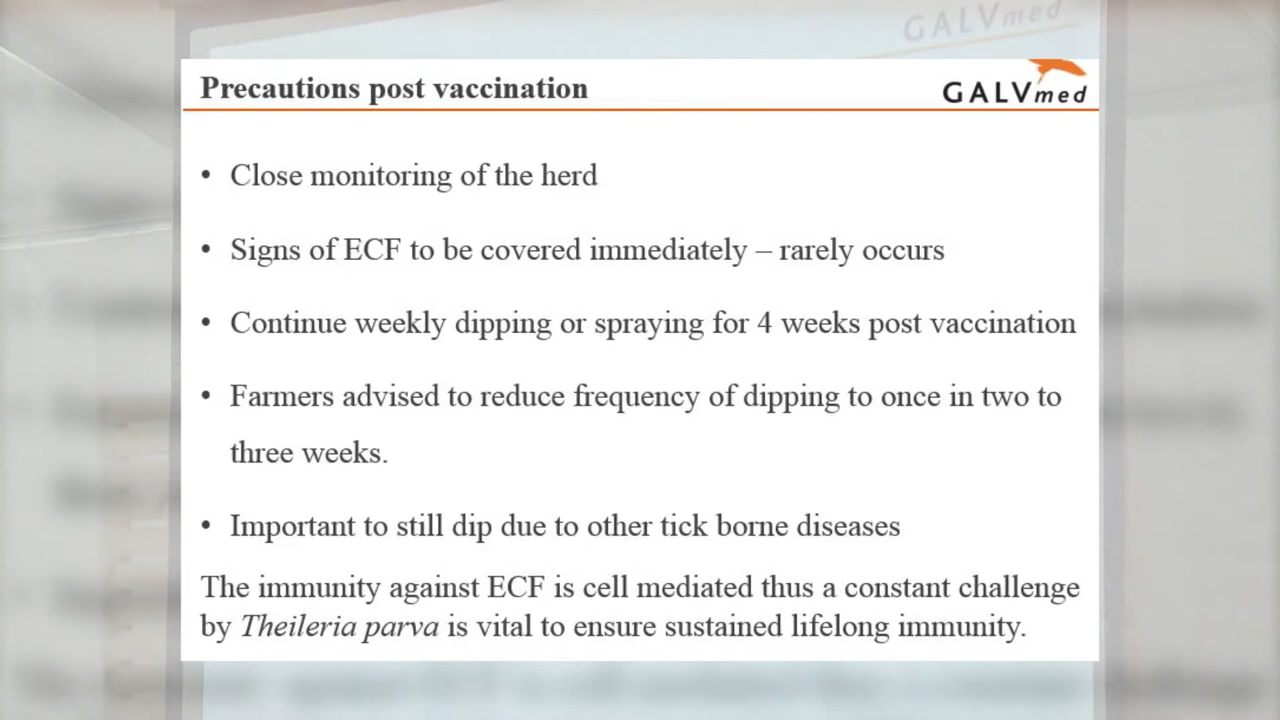 GALVmed
Precautions post vaccination
GALVmed
• Close monitoring of the herd
• Signs of ECF to be covered immediately – rarely occurs
• Continue weekly dipping or spraying for 4 weeks post vaccination
• Farmers advised to reduce frequency of dipping to once in two to
three weeks.
• Important to still dip due to other tick borne diseases
The immunity against ECF is cell mediated thus a constant challenge
by Theileria parva is vital to ensure sustained lifelong immunity.